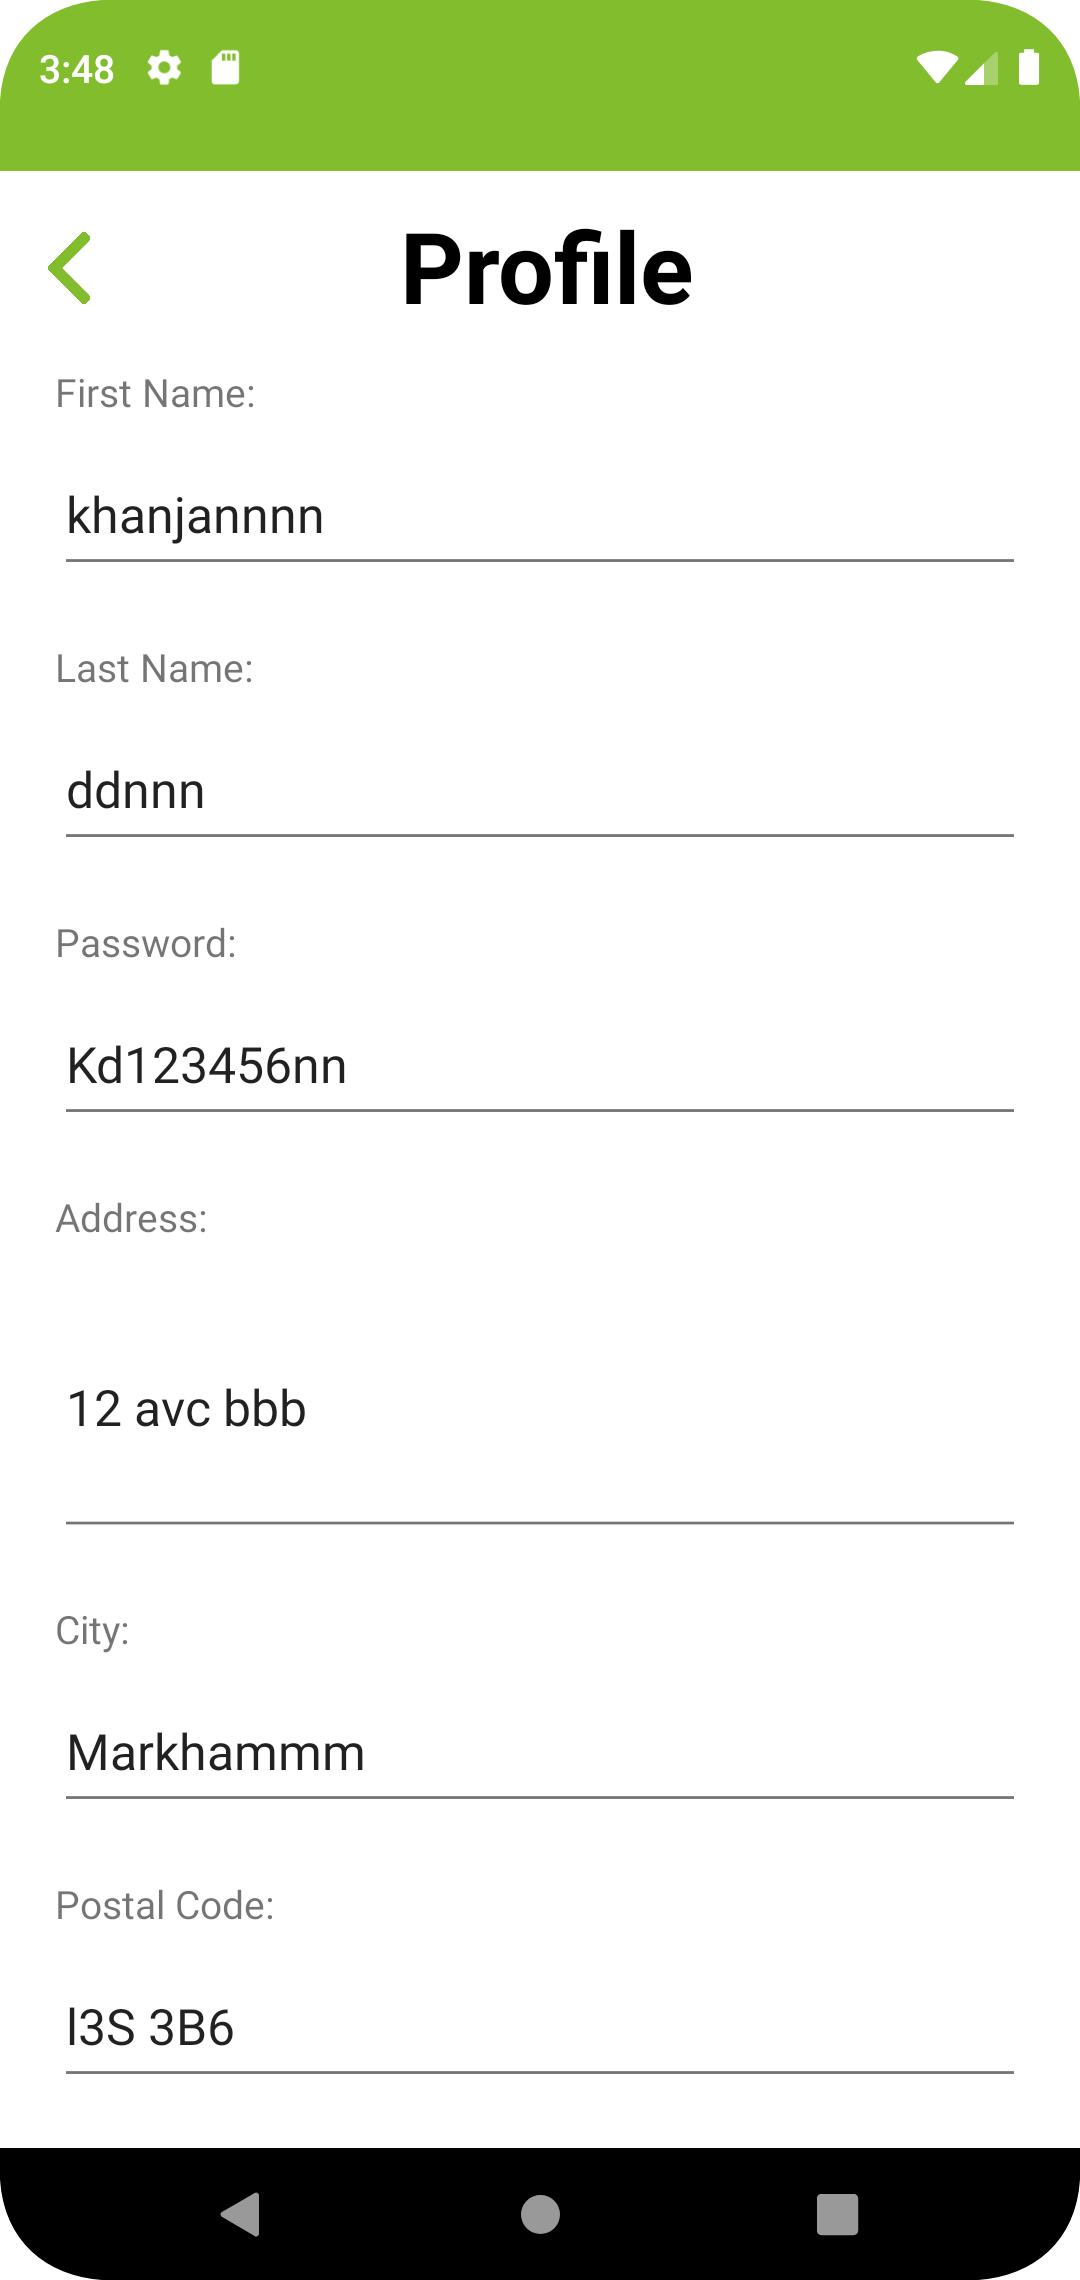 3:48
Profile
First Name:
khanjannnn
Last Name:
ddnnn
Password:
Kd123456nn
Address:
12 avc bbb
City:
Markhammm
Postal Code:
l3S 3B6